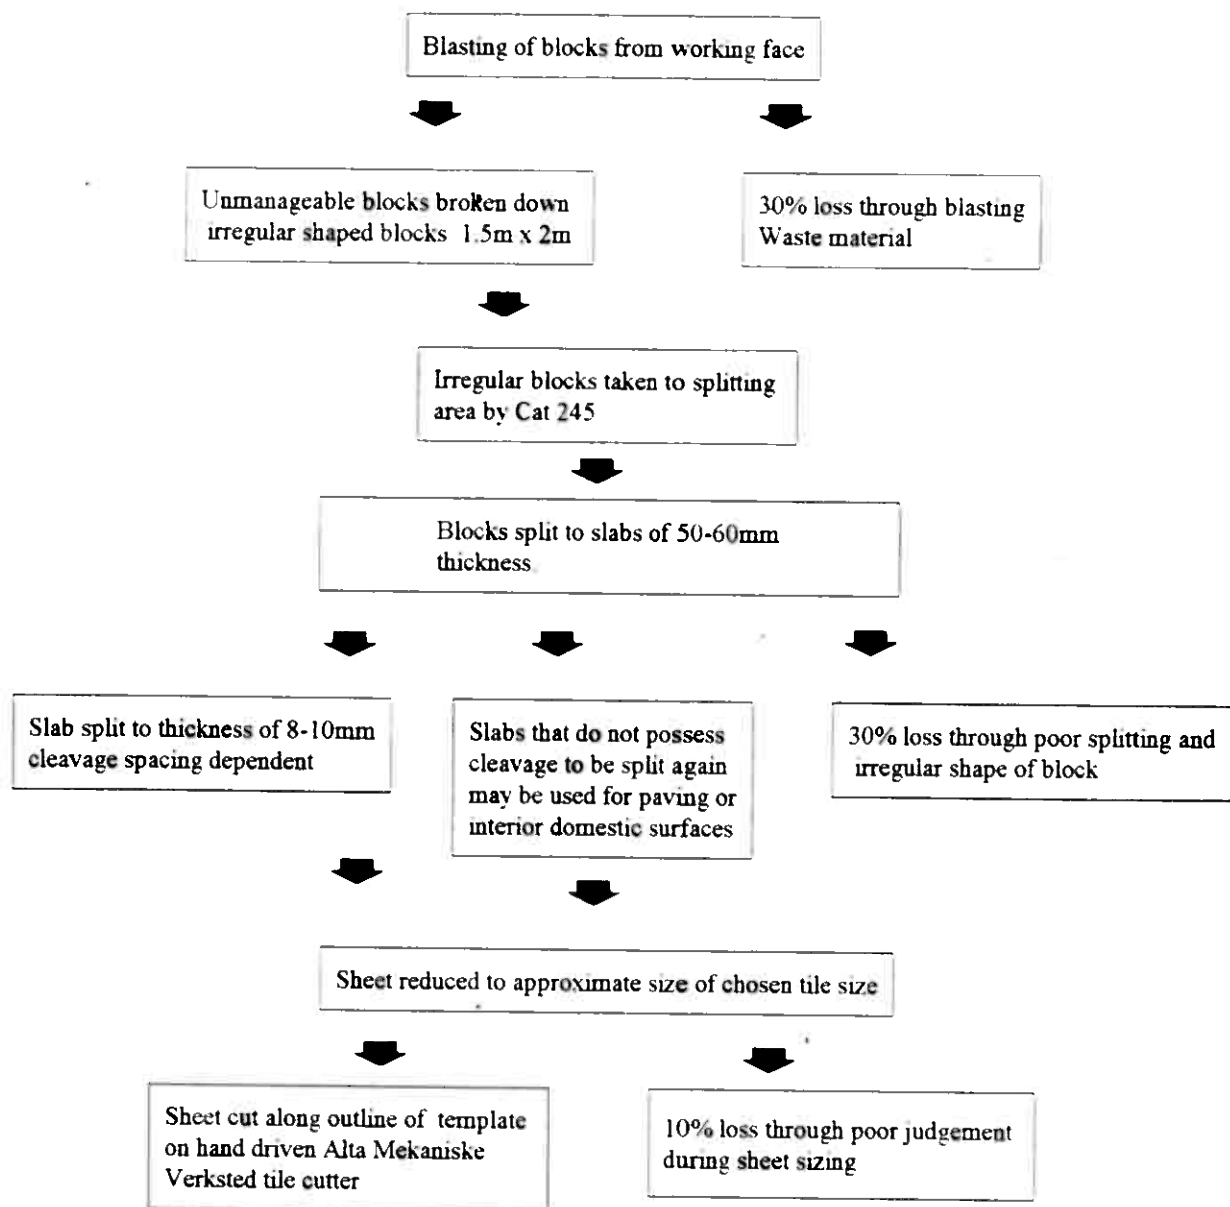 Blasting of blocks from working face
Unmanageable blocks broken down
irregular shaped blocks 1.5m x 2m
30% loss through blasting
Waste material
Irregular blocks taken to splitting
area by Cat 245
Blocks split to slabs of 50-60mm
thickness
Slab split to thickness of 8-10mm
cleavage spacing dependent
Slabs that do not possess
cleavage to be split again
may be used for paving or
interior domestic surfaces
30% loss through poor splitting and
irregular shape of block
Sheet reduced to approximate size of chosen tile size
Sheet cut along outline of template
on hand driven Alta Mekaniske
Verksted tile cutter
10% loss through poor judgement
during sheet sizing